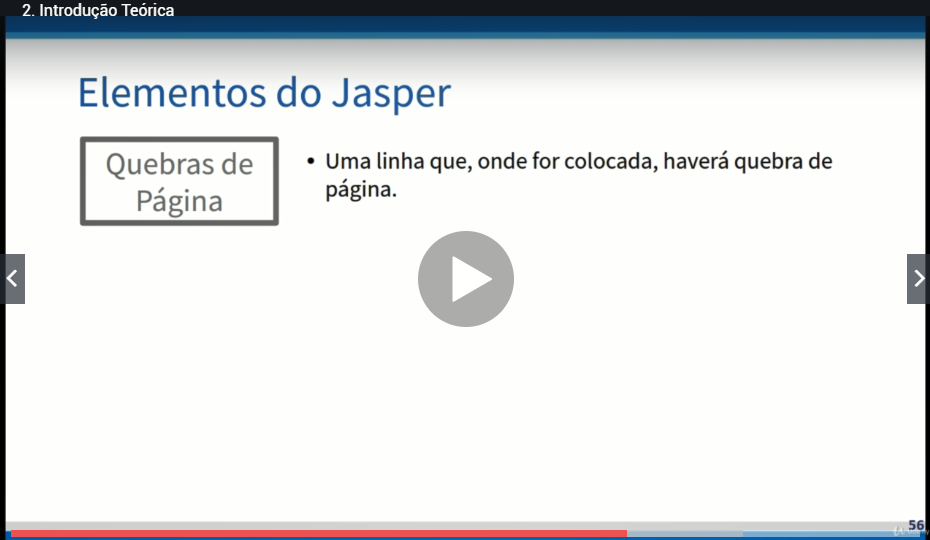 2. Introdução Teórica
Elementos do Jasper
Quebras de
Página
• Uma linha que, onde for colocada, haverá quebra de
página.
56